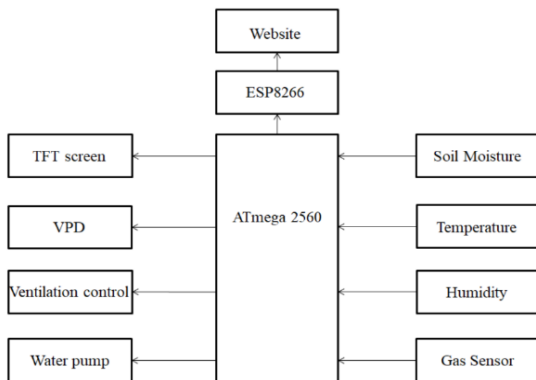 Website
ESP8266
TFT screen
Soil Moisture
ATmega 2560
VPD
Temperature
Ventilation control
Humidity
Water pump
Gas Sensor